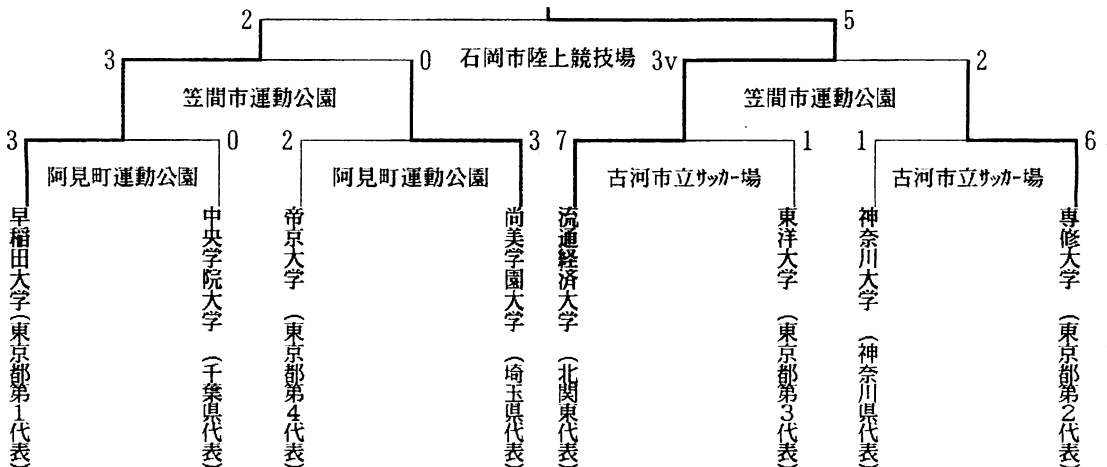 2
5
3
0
石岡市陸上競技場
3v
2
笠間市運動公園
笠間市運動公園
3
0
2
3
7
1
1
6
阿見町運動公園
阿見町運動公園
古河市立サッカー場
古河市立サッカー場
早稲田大学(東京都第1代表)
中央学院大学 (千葉県代表)
帝京大学 (東京都第4代表)
尚美学園大学 (埼玉県代表)
流通経済大学 (北関東代表)
東洋大学 (東京都第3代表)
神奈川大学 (神奈川県代表)
専修大学 (東京都第2代表)